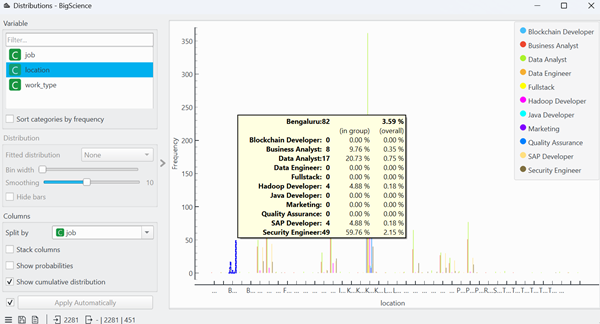 Distributions - BigScience
Variable
Filter...
C job
C location
C work_type
Sort categories by frequency
Distribution
Fitted distribution None
Bin width
Smoothing 10
Hide bars
Columns
Split by C job
Stack columns
Show probabilities
Show cumulative distribution
Apply Automatically
2281 - | 2281 | 451
Frequency
350
300
250
200
150
100
50
0
Bengaluru:82 3.59 %
(in group) (overall)
Blockchain Developer: 0 0.00 % 0.00 %
Business Analyst: 8 9.76 % 0.35 %
Data Analyst:17 20.73 % 0.75 %
Data Engineer: 0 0.00 % 0.00 %
Fullstack: 0 0.00 % 0.00 %
Hadoop Developer: 4 4.88 % 0.18 %
Java Developer: 0 0.00 % 0.00 %
Marketing: 0 0.00 % 0.00 %
Quality Assurance: 0 0.00 % 0.00 %
SAP Developer: 4 4.88 % 0.18 %
Security Engineer:49 59.76 % 2.15 %
location
Blockchain Developer
Business Analyst
Data Analyst
Data Engineer
Fullstack
Hadoop Developer
Java Developer
Marketing
Quality Assurance
SAP Developer
Security Engineer